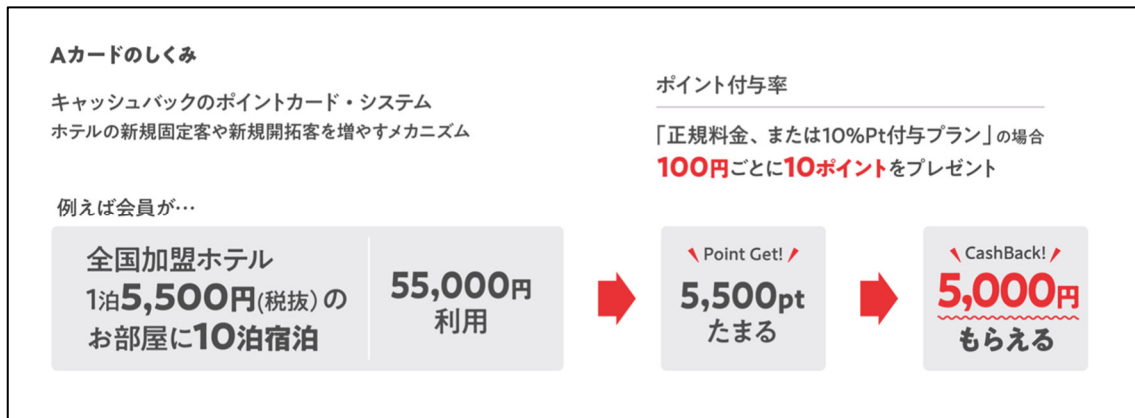 Aカードのしくみ
キャッシュバックのポイントカード・システム
ホテルの新規固定客や新規開拓客を増やすメカニズム
ポイント付与率
「正規料金、または10%Pt付与プラン」の場合
100円ごとに10ポイントをプレゼント
例えば会員が…
全国加盟ホテル
1泊5,500円(税抜)の
お部屋に10泊宿泊
55,000円
利用
Point Get!
5,500pt
たまる
CashBack!
5,000円
もらえる